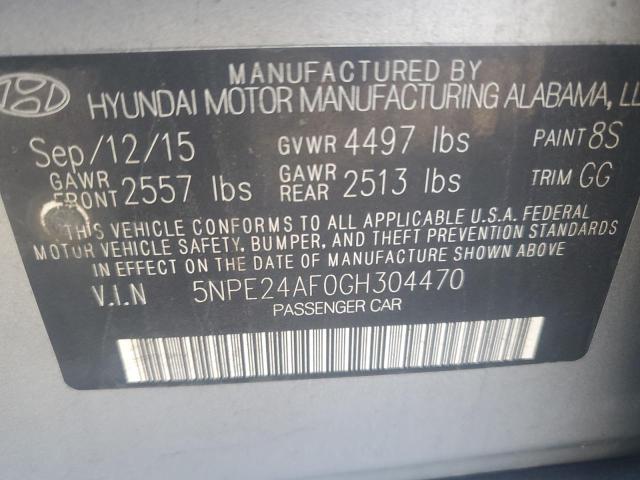 MANUFACTURED BY
HYUNDAI MOTOR MANUFACTURING ALABAMA, LL
Sep/12/15 GVWR 4497 lbs PAINT 8S
GAWR FRONT 2557 lbs GAWR REAR 2513 lbs TRIM GG
THIS VEHICLE CONFORMS TO ALL APPLICABLE U.S.A. FEDERAL
MOTOR VEHICLE SAFETY, BUMPER, AND THEFT PREVENTION STANDARDS
IN EFFECT ON THE DATE OF MANUFACTURE SHOWN ABOVE
V.I.N 5NPE24AF0GH304470
PASSENGER CAR